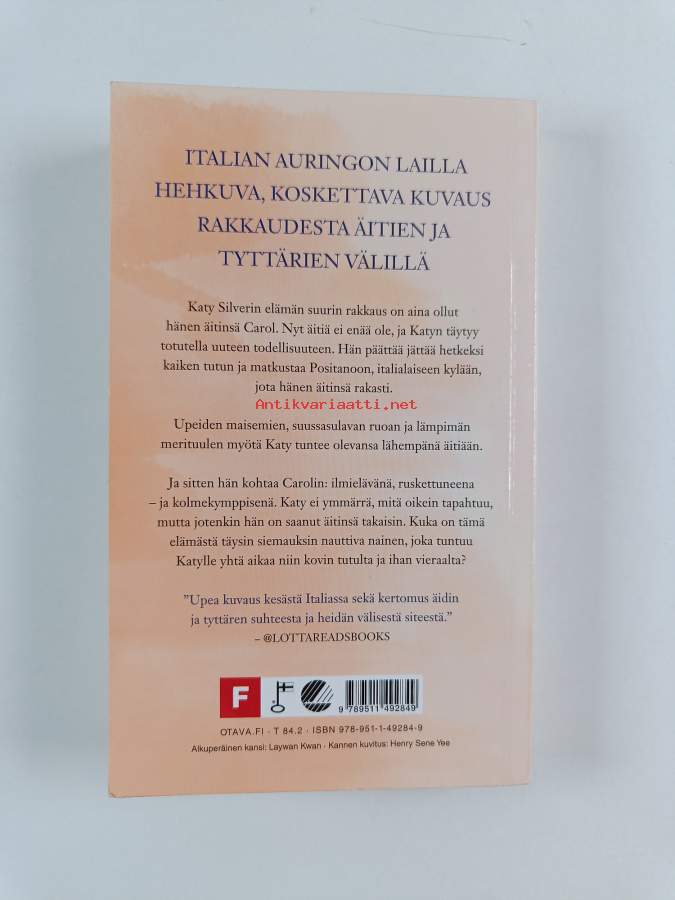 ITALIAN AURINGON LAILLA
HEHKUVA, KOSKETTAVA KUVAUS
RAKKAUDESTA ÄITIEN JA
TYTTÄRIEN VÄLILLÄ
Katy Silverin elämän suurin rakkaus on aina ollut
hänen äitinsä Carol. Nyt äitiä ei enää ole, ja Katyn täytyy
totutella uuteen todellisuuteen. Hän päättää jättää hetkeksi
kaiken tutun ja matkustaa Positanoon, italialaiseen kylään,
jota hänen äitinsä rakasti.
Antikvariaatti.net
Upeiden maisemien, suussasulavan ruoan ja lämpimän
merituulen myötä Katy tuntee olevansa lähempänä äitiään.
Ja sitten hän kohtaa Carolin: ilmielävänä, ruskettuneena
– ja kolmekymppisenä. Katy ei ymmärrä, mitä oikein tapahtuu,
mutta jotenkin hän on saanut äitinsä takaisin. Kuka on tämä
elämästä täysin siemauksin nauttiva nainen, joka tuntuu
Katylle yhtä aikaa niin kovin tutulta ja ihan vieraalta?
”Upea kuvaus kesästä Italiassa sekä kertomus äidin
ja tyttären suhteesta ja heidän välisestä siteestä.”
– @LOTTAREADSBOOKS
F
9 789511 492849
OTAVA.FI · T 84.2 · ISBN 978-951-1-49284-9
Alkuperäinen kansi: Laywan Kwan · Kannen kuvitus: Henry Sene Yee